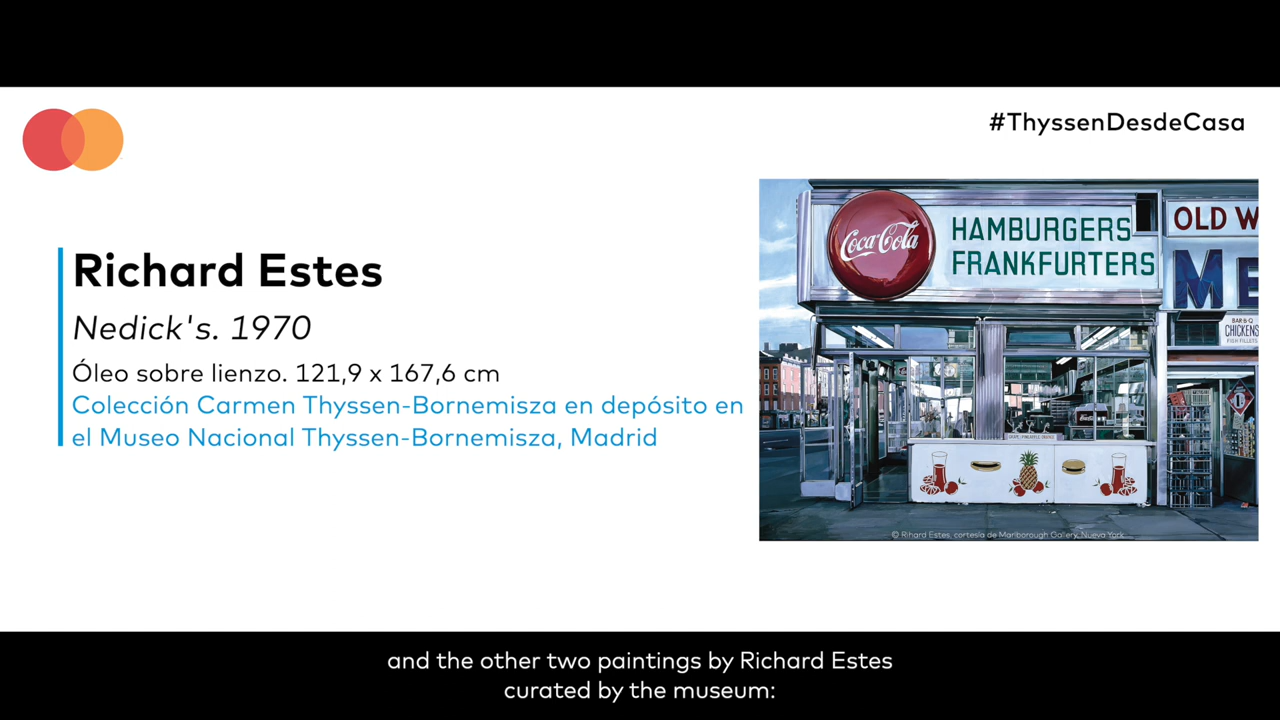 #ThyssenDesdeCasa
Richard Estes
Nedick's. 1970
Óleo sobre lienzo. 121,9 x 167,6 cm
Colección Carmen Thyssen-Bornemisza en depósito en
el Museo Nacional Thyssen-Bornemisza, Madrid
Coca-Cola
HAMBURGERS
FRANKFURTERS
OLD W
ME
BAR-B-Q
CHICKENS
FISH FILLETS
© Rihard Estes, cortesía de Marlborough Gallery, Nueva York
and the other two paintings by Richard Estes
curated by the museum: